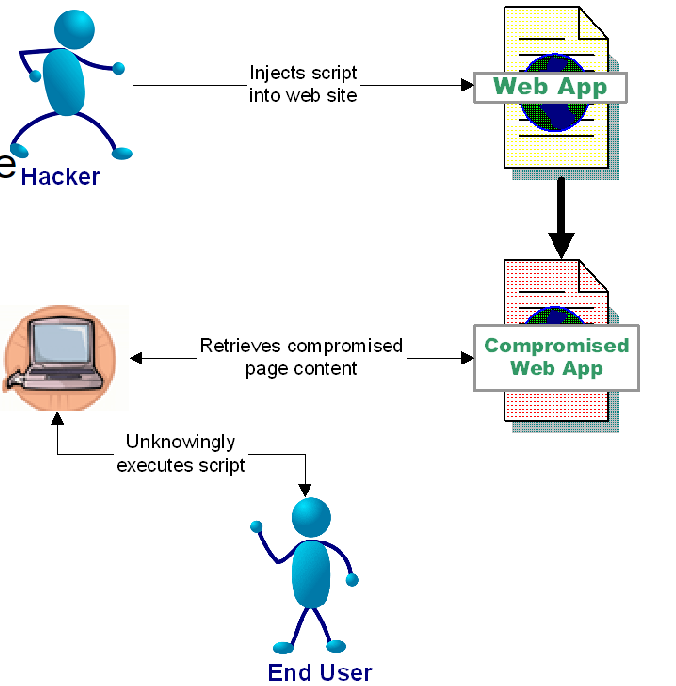 Injects script
into web site
Web App
e
Hacker
Retrieves compromised
page content
Compromised
Web App
Unknowingly
executes script
End User